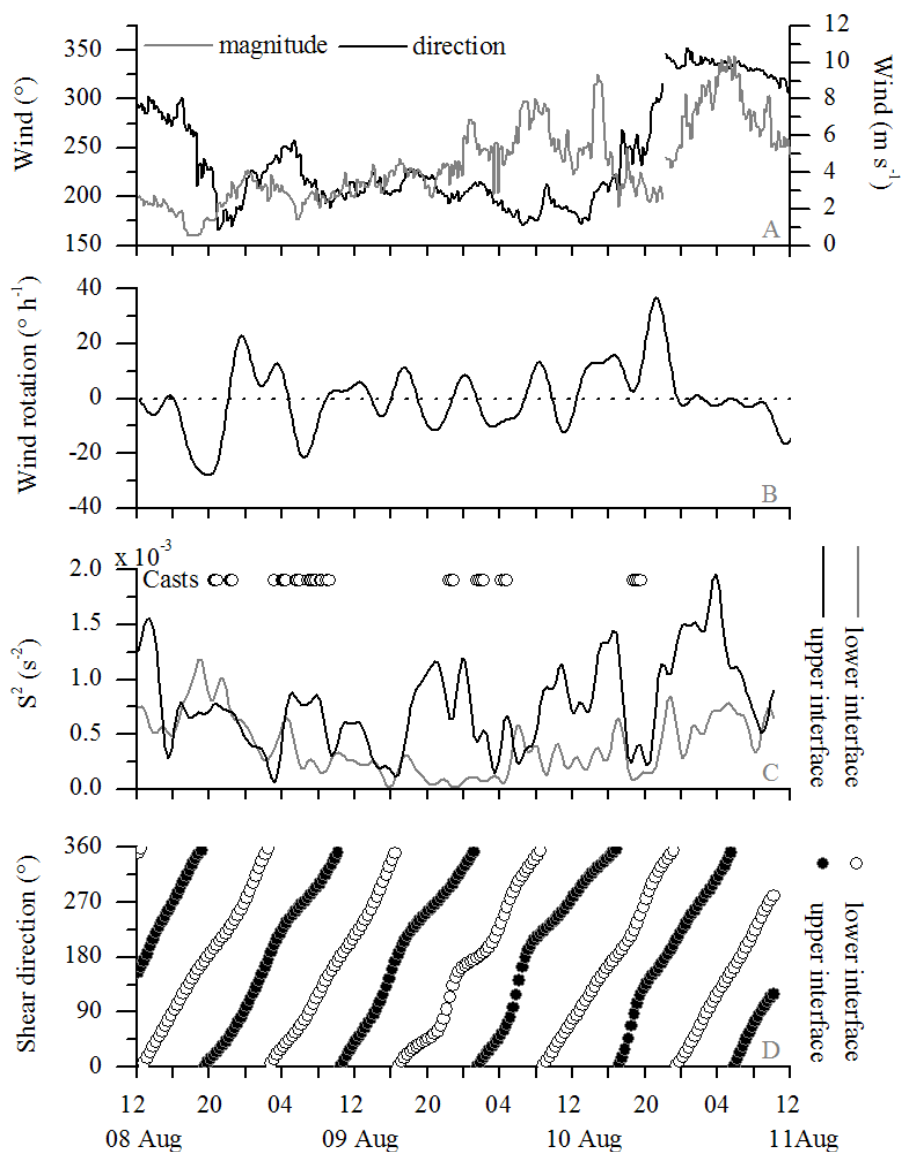 magnitude direction
350
300
250
200
150
Wind (°)
12
10
8
6
4
2
0
Wind (m s⁻¹)
A
40
20
0
-20
-40
Wind rotation (° h⁻¹)
B
x 10⁻³
Casts
2.0
1.5
1.0
0.5
0.0
S² (s⁻²)
C
lower interface
upper interface
360
270
180
90
0
Shear direction (°)
D
lower interface
upper interface
12 20 04 12 20 04 12 20 04 12
08 Aug 09 Aug 10 Aug 11Aug